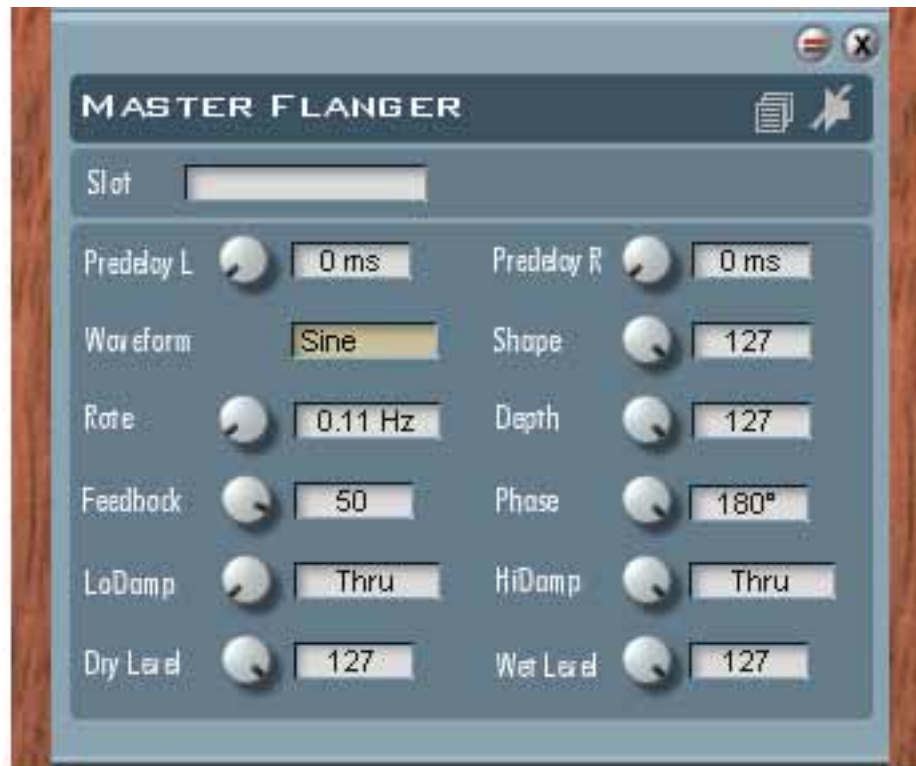 MASTER FLANGER
Slot
Predelay L 0 ms Predelay R 0 ms
Waveform Sine Shape 127
Rate 0.11 Hz Depth 127
Feedback 50 Phase 180°
LoDamp Thru HiDamp Thru
Dry Level 127 Wet Level 127